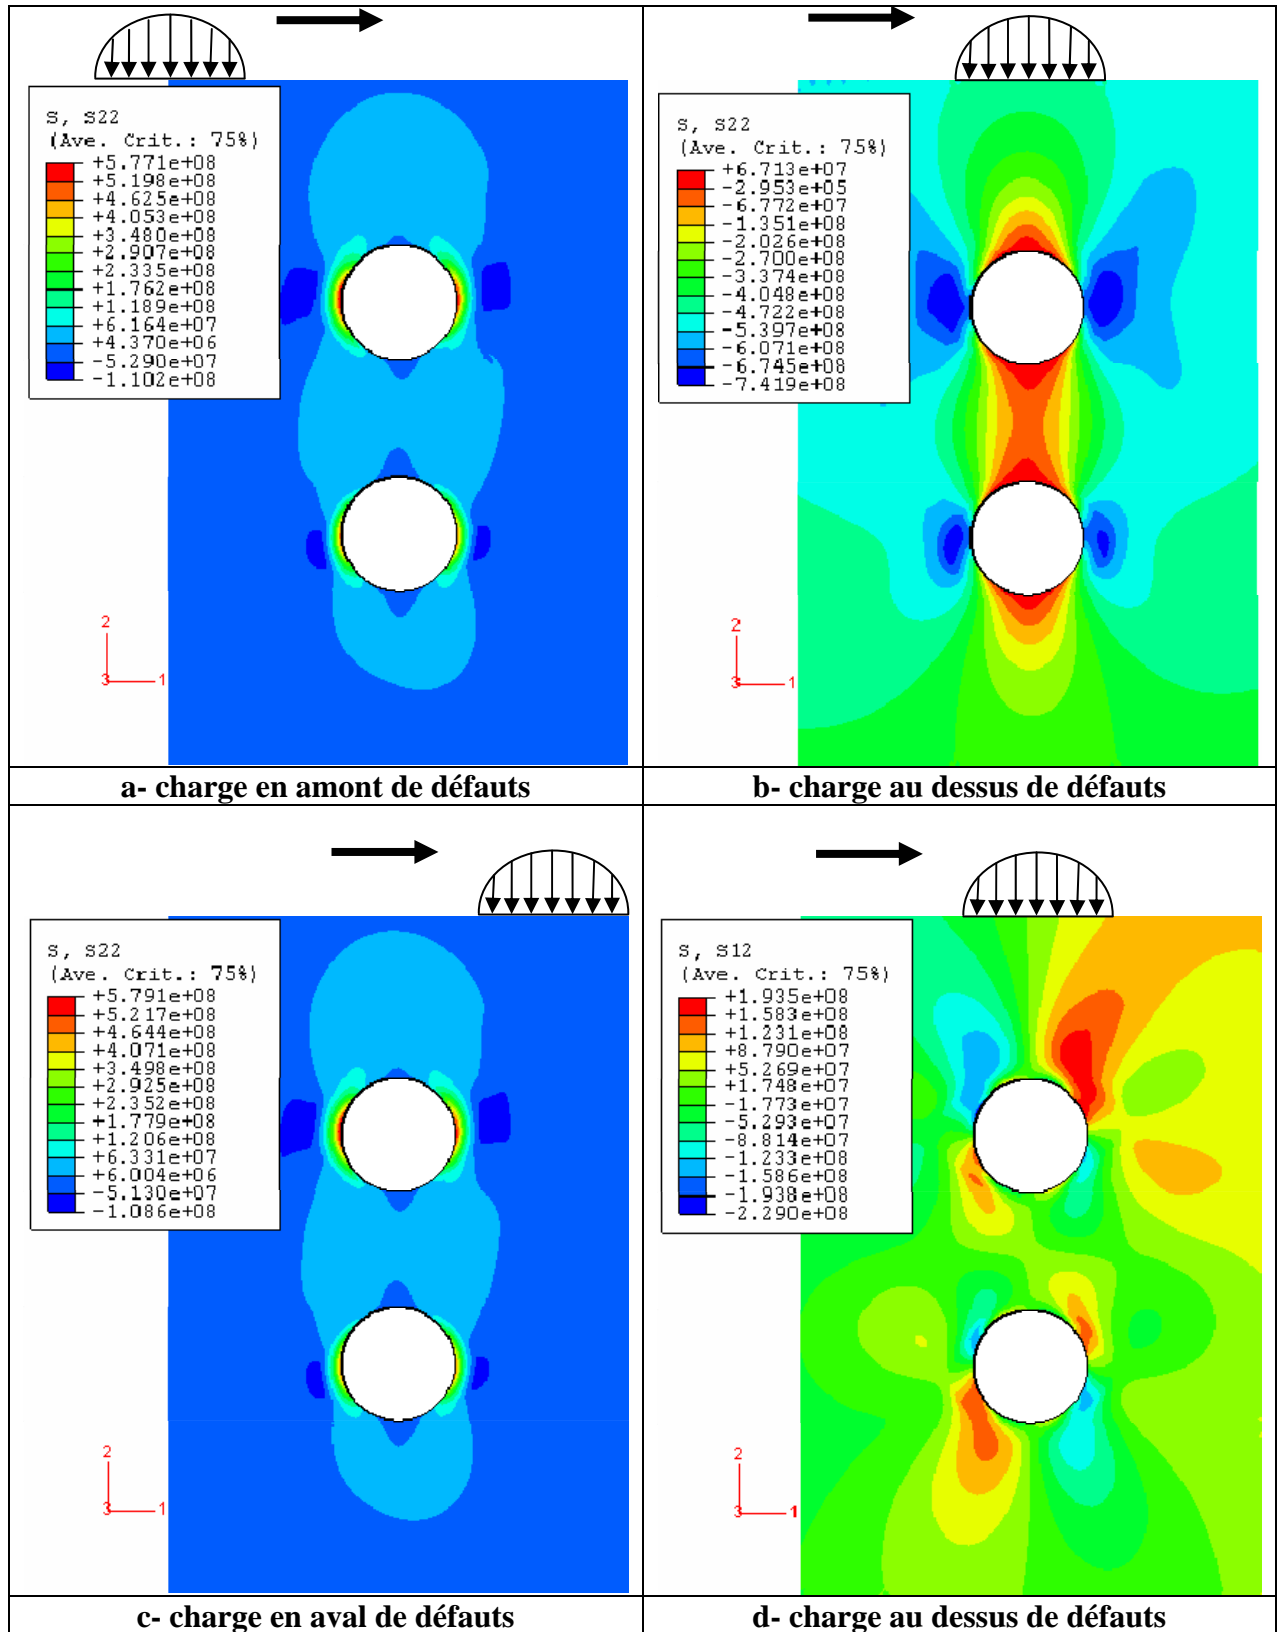 S, S22
(Ave. Crit.: 75%)
+5.771e+08
+5.198e+08
+4.625e+08
+4.053e+08
+3.480e+08
+2.907e+08
+2.335e+08
+1.762e+08
+1.189e+08
+6.164e+07
+4.370e+06
-5.290e+07
-1.102e+08
2
3
1
a- charge en amont de défauts
S, S22
(Ave. Crit.: 75%)
+6.713e+07
-2.953e+05
-6.772e+07
-1.351e+08
-2.026e+08
-2.700e+08
-3.374e+08
-4.048e+08
-4.722e+08
-5.397e+08
-6.071e+08
-6.745e+08
-7.419e+08
2
3
1
b- charge au dessus de défauts
S, S22
(Ave. Crit.: 75%)
+5.791e+08
+5.217e+08
+4.644e+08
+4.071e+08
+3.498e+08
+2.925e+08
+2.352e+08
+1.779e+08
+1.206e+08
+6.331e+07
+6.004e+06
-5.130e+07
-1.086e+08
2
3
1
c- charge en aval de défauts
S, S12
(Ave. Crit.: 75%)
+1.935e+08
+1.583e+08
+1.231e+08
+8.790e+07
+5.269e+07
+1.748e+07
-1.773e+07
-5.293e+07
-8.814e+07
-1.233e+08
-1.586e+08
-1.938e+08
-2.290e+08
2
3
1
d- charge au dessus de défauts